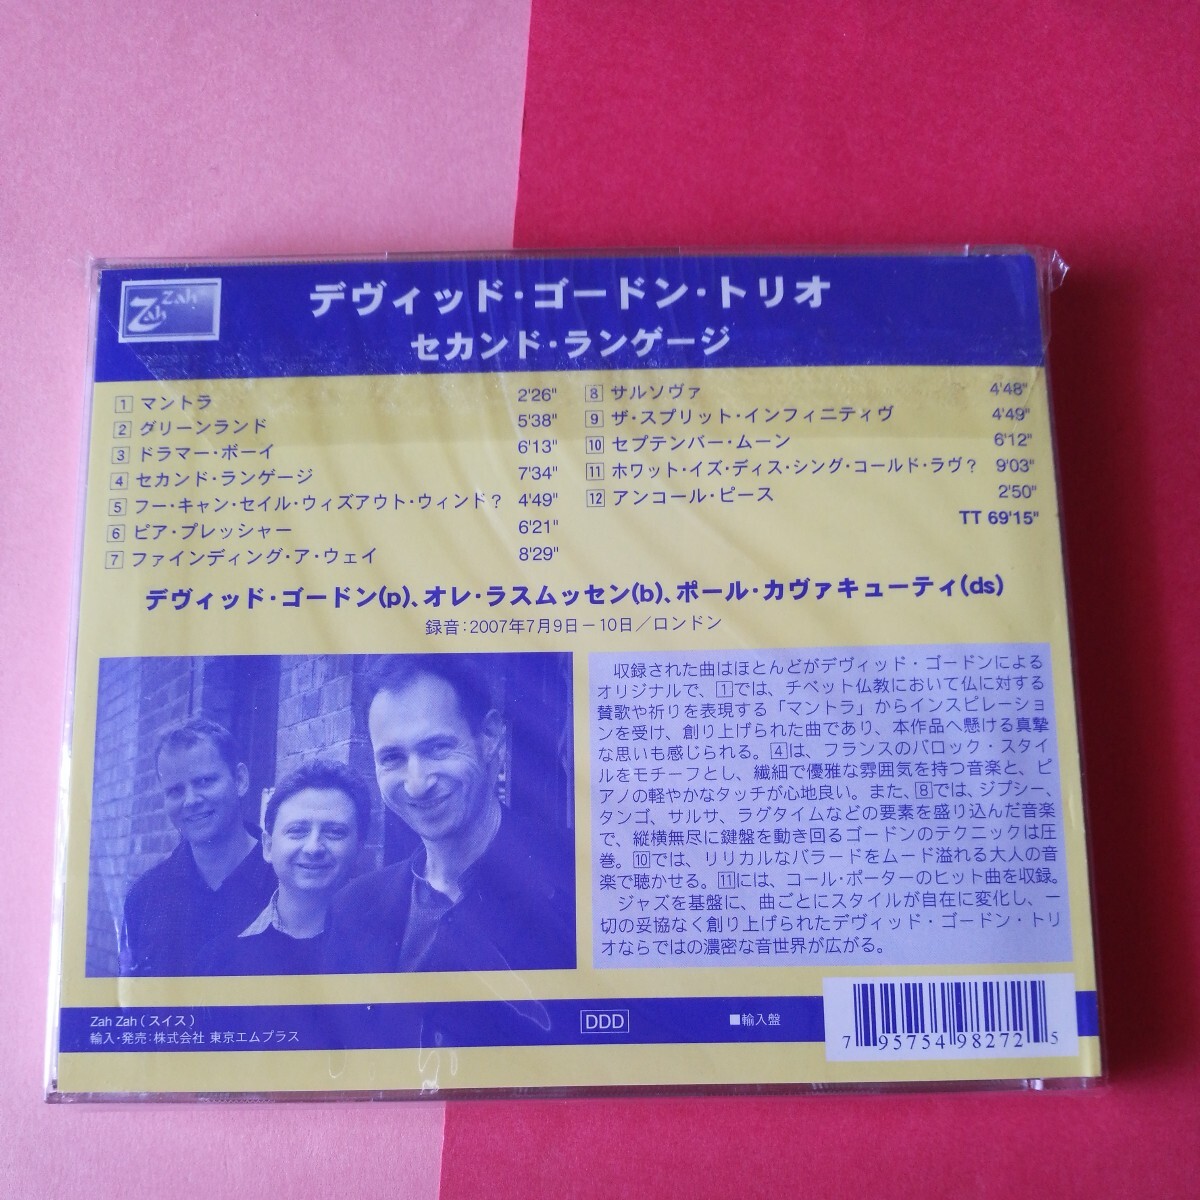 Zah Zah
デヴィッド・ゴードン・トリオ
セカンド・ランゲージ
1 マントラ 2'26"
2 グリーンランド 5'38"
3 ドラマー・ボーイ 6'13"
4 セカンド・ランゲージ 7'34"
5 フー・キャン・セイル・ウィズアウト・ウィンド? 4'49"
6 ピア・プレッシャー 6'21"
7 ファインディング・ア・ウェイ 8'29"
8 サルソヴァ 4'48"
9 ザ・スプリット・インフィニティヴ 4'49"
10 セプテンバー・ムーン 6'12"
11 ホワット・イズ・ディス・シング・コールド・ラヴ? 9'03"
12 アンコール・ピース 2'50"
TT 69'15"
デヴィッド・ゴードン(p)、オレ・ラスムッセン(b)、ポール・カヴァキューティ(ds)
録音:2007年7月9日-10日/ロンドン
収録された曲はほとんどがデヴィッド・ゴードンによる
オリジナルで、1では、チベット仏教において仏に対する
賛歌や祈りを表現する「マントラ」からインスピレーショ
ンを受け、創り上げられた曲であり、本作品へ懸ける真摯
な思いも感じられる。4は、フランスのバロック・スタイ
ルをモチーフとし、繊細で優雅な雰囲気を持つ音楽と、ピ
アノの軽やかなタッチが心地良い。また、8では、ジプシー、
タンゴ、サルサ、ラグタイムなどの要素を盛り込んだ音楽
で、縦横無尽に鍵盤を動き回るゴードンのテクニックは圧
巻。10では、リリカルなバラードをムード溢れる大人の音
楽で聴かせる。11には、コール・ポーターのヒット曲を収録。
ジャズを基盤に、曲ごとにスタイルが自在に変化し、一
切の妥協なく創り上げられたデヴィッド・ゴードン・トリ
オならではの濃密な音世界が広がる。
Zah Zah(スイス)
輸入・発売:株式会社 東京エムプラス
DDD
■輸入盤
7 95754 98272 5